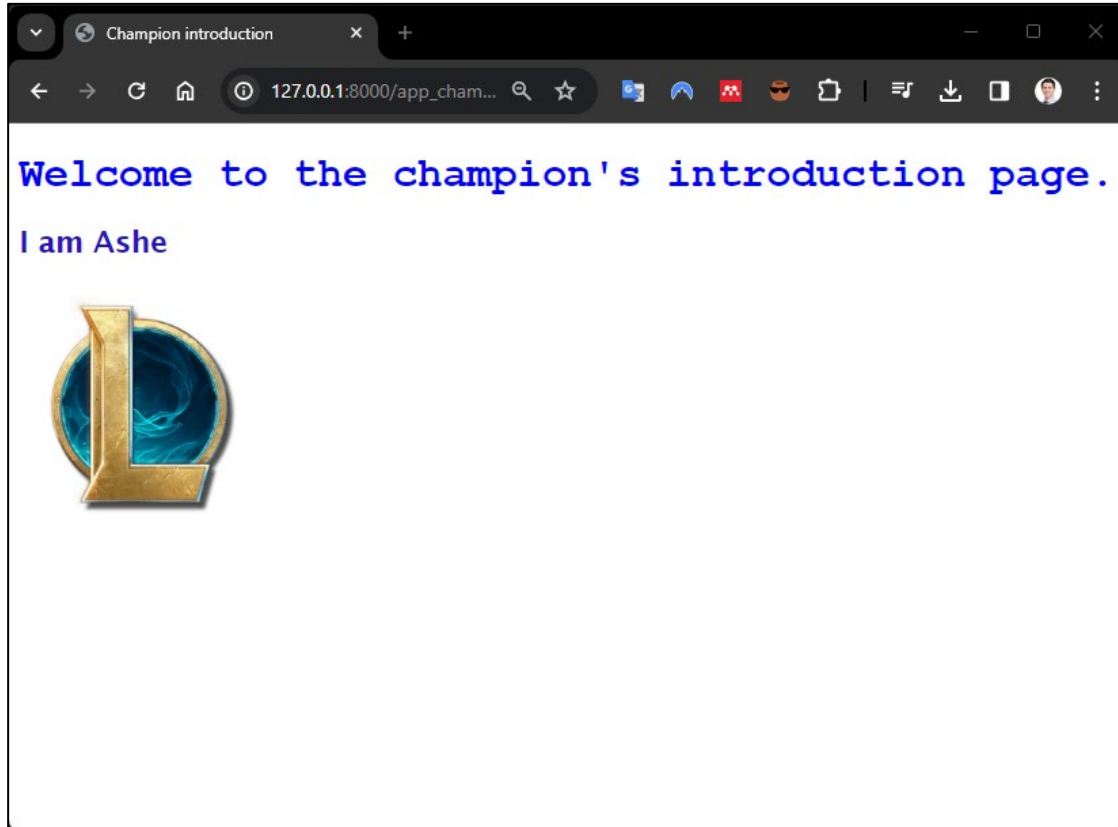 Champion introduction
127.0.0.1:8000/app_cham...
Welcome to the champion's introduction page.
I am Ashe
L